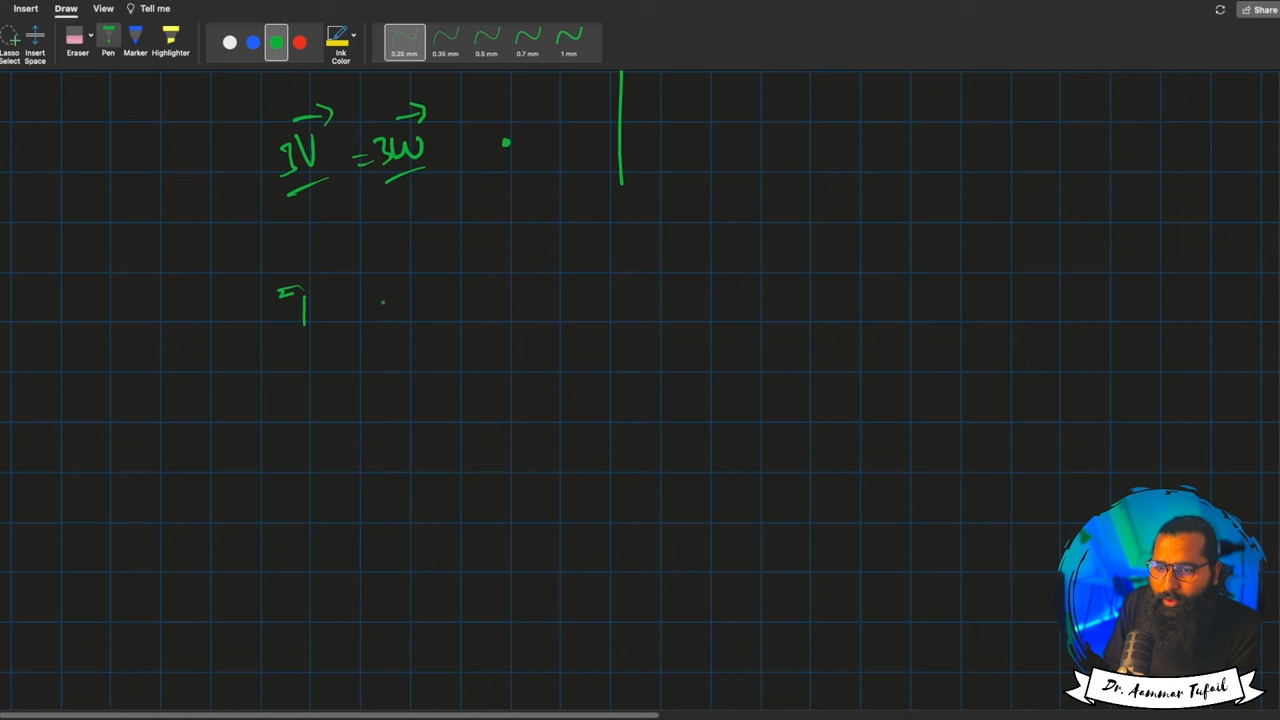 Insert Draw View Tell me Share
Lasso Select Insert Space Eraser Pen Marker Highlighter Ink Color 0.25 mm 0.35 mm 0.5 mm 0.7 mm 1 mm
3V = 3W .
Dr. Aammar Tufail